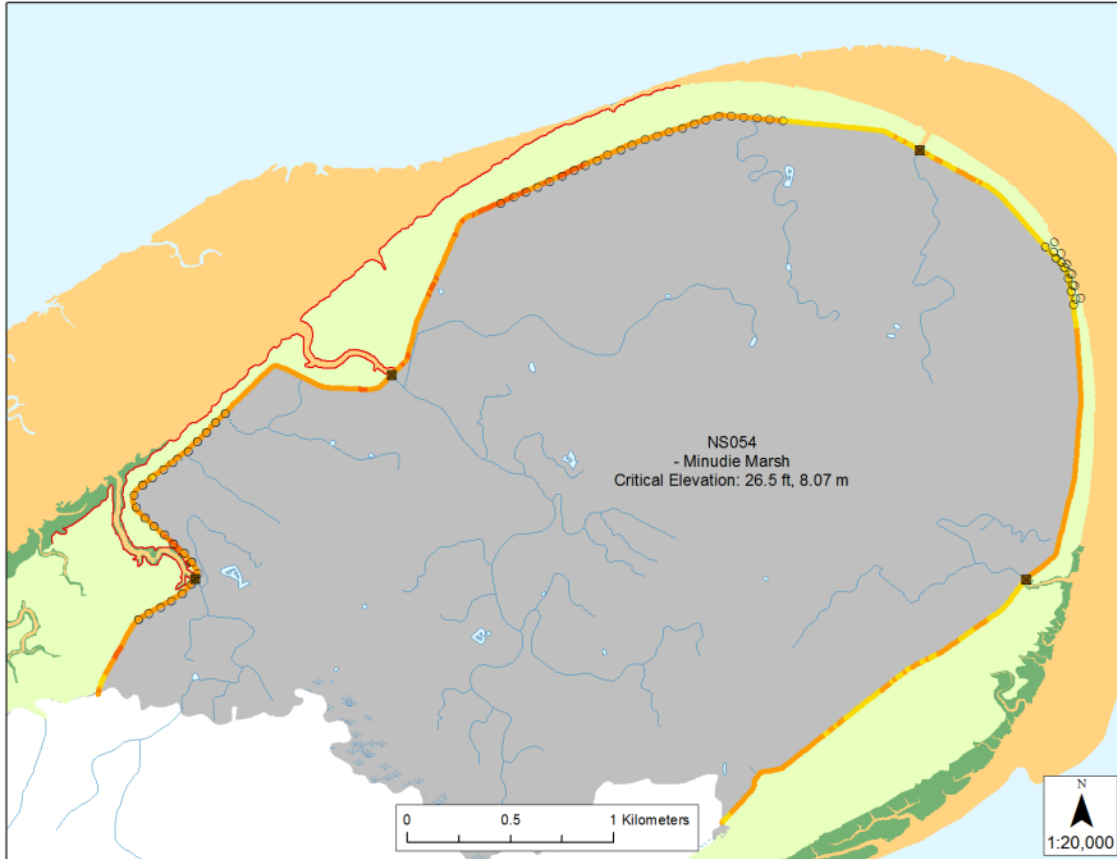 NS054
- Minudie Marsh
Critical Elevation: 26.5 ft, 8.07 m
0 0.5 1 Kilometers
N
1:20,000